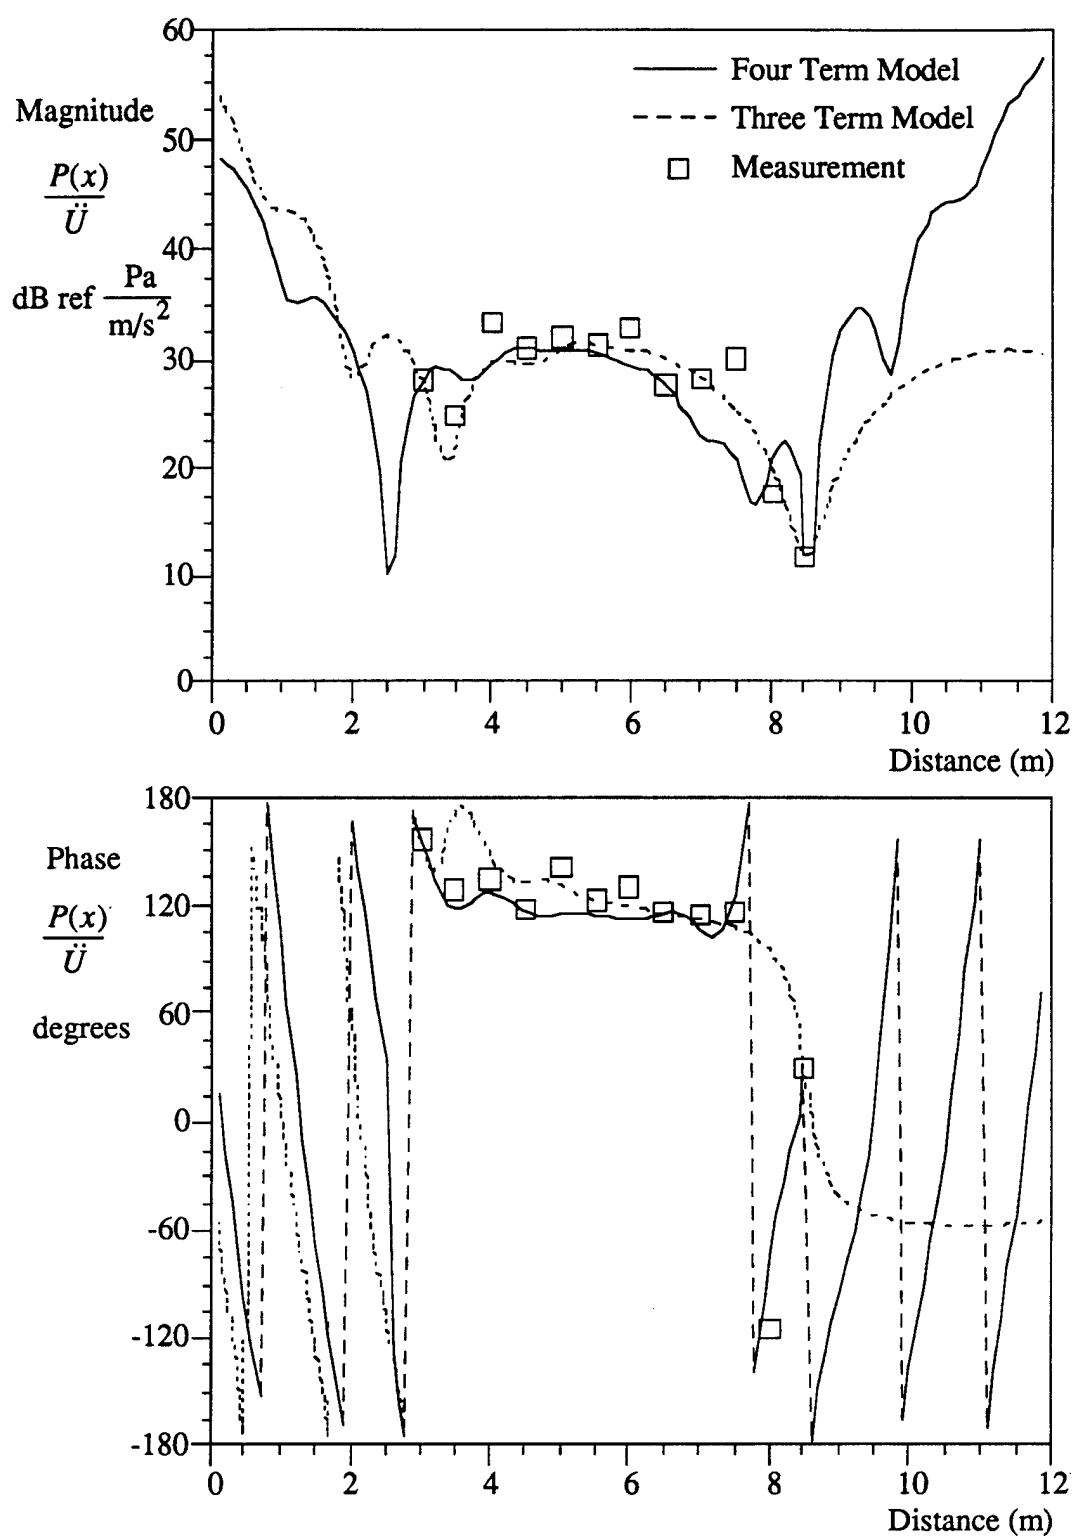 60
Four Term Model
Magnitude
Three Term Model
50
P(x)
Ü
Measurement
40
dB ref Pa
m/s²
30
20
10
0
0 2 4 6 8 10 12
Distance (m)
180
Phase
120
P(x)
Ü
60
degrees
0
-60
-120
-180
0 2 4 6 8 10 12
Distance (m)